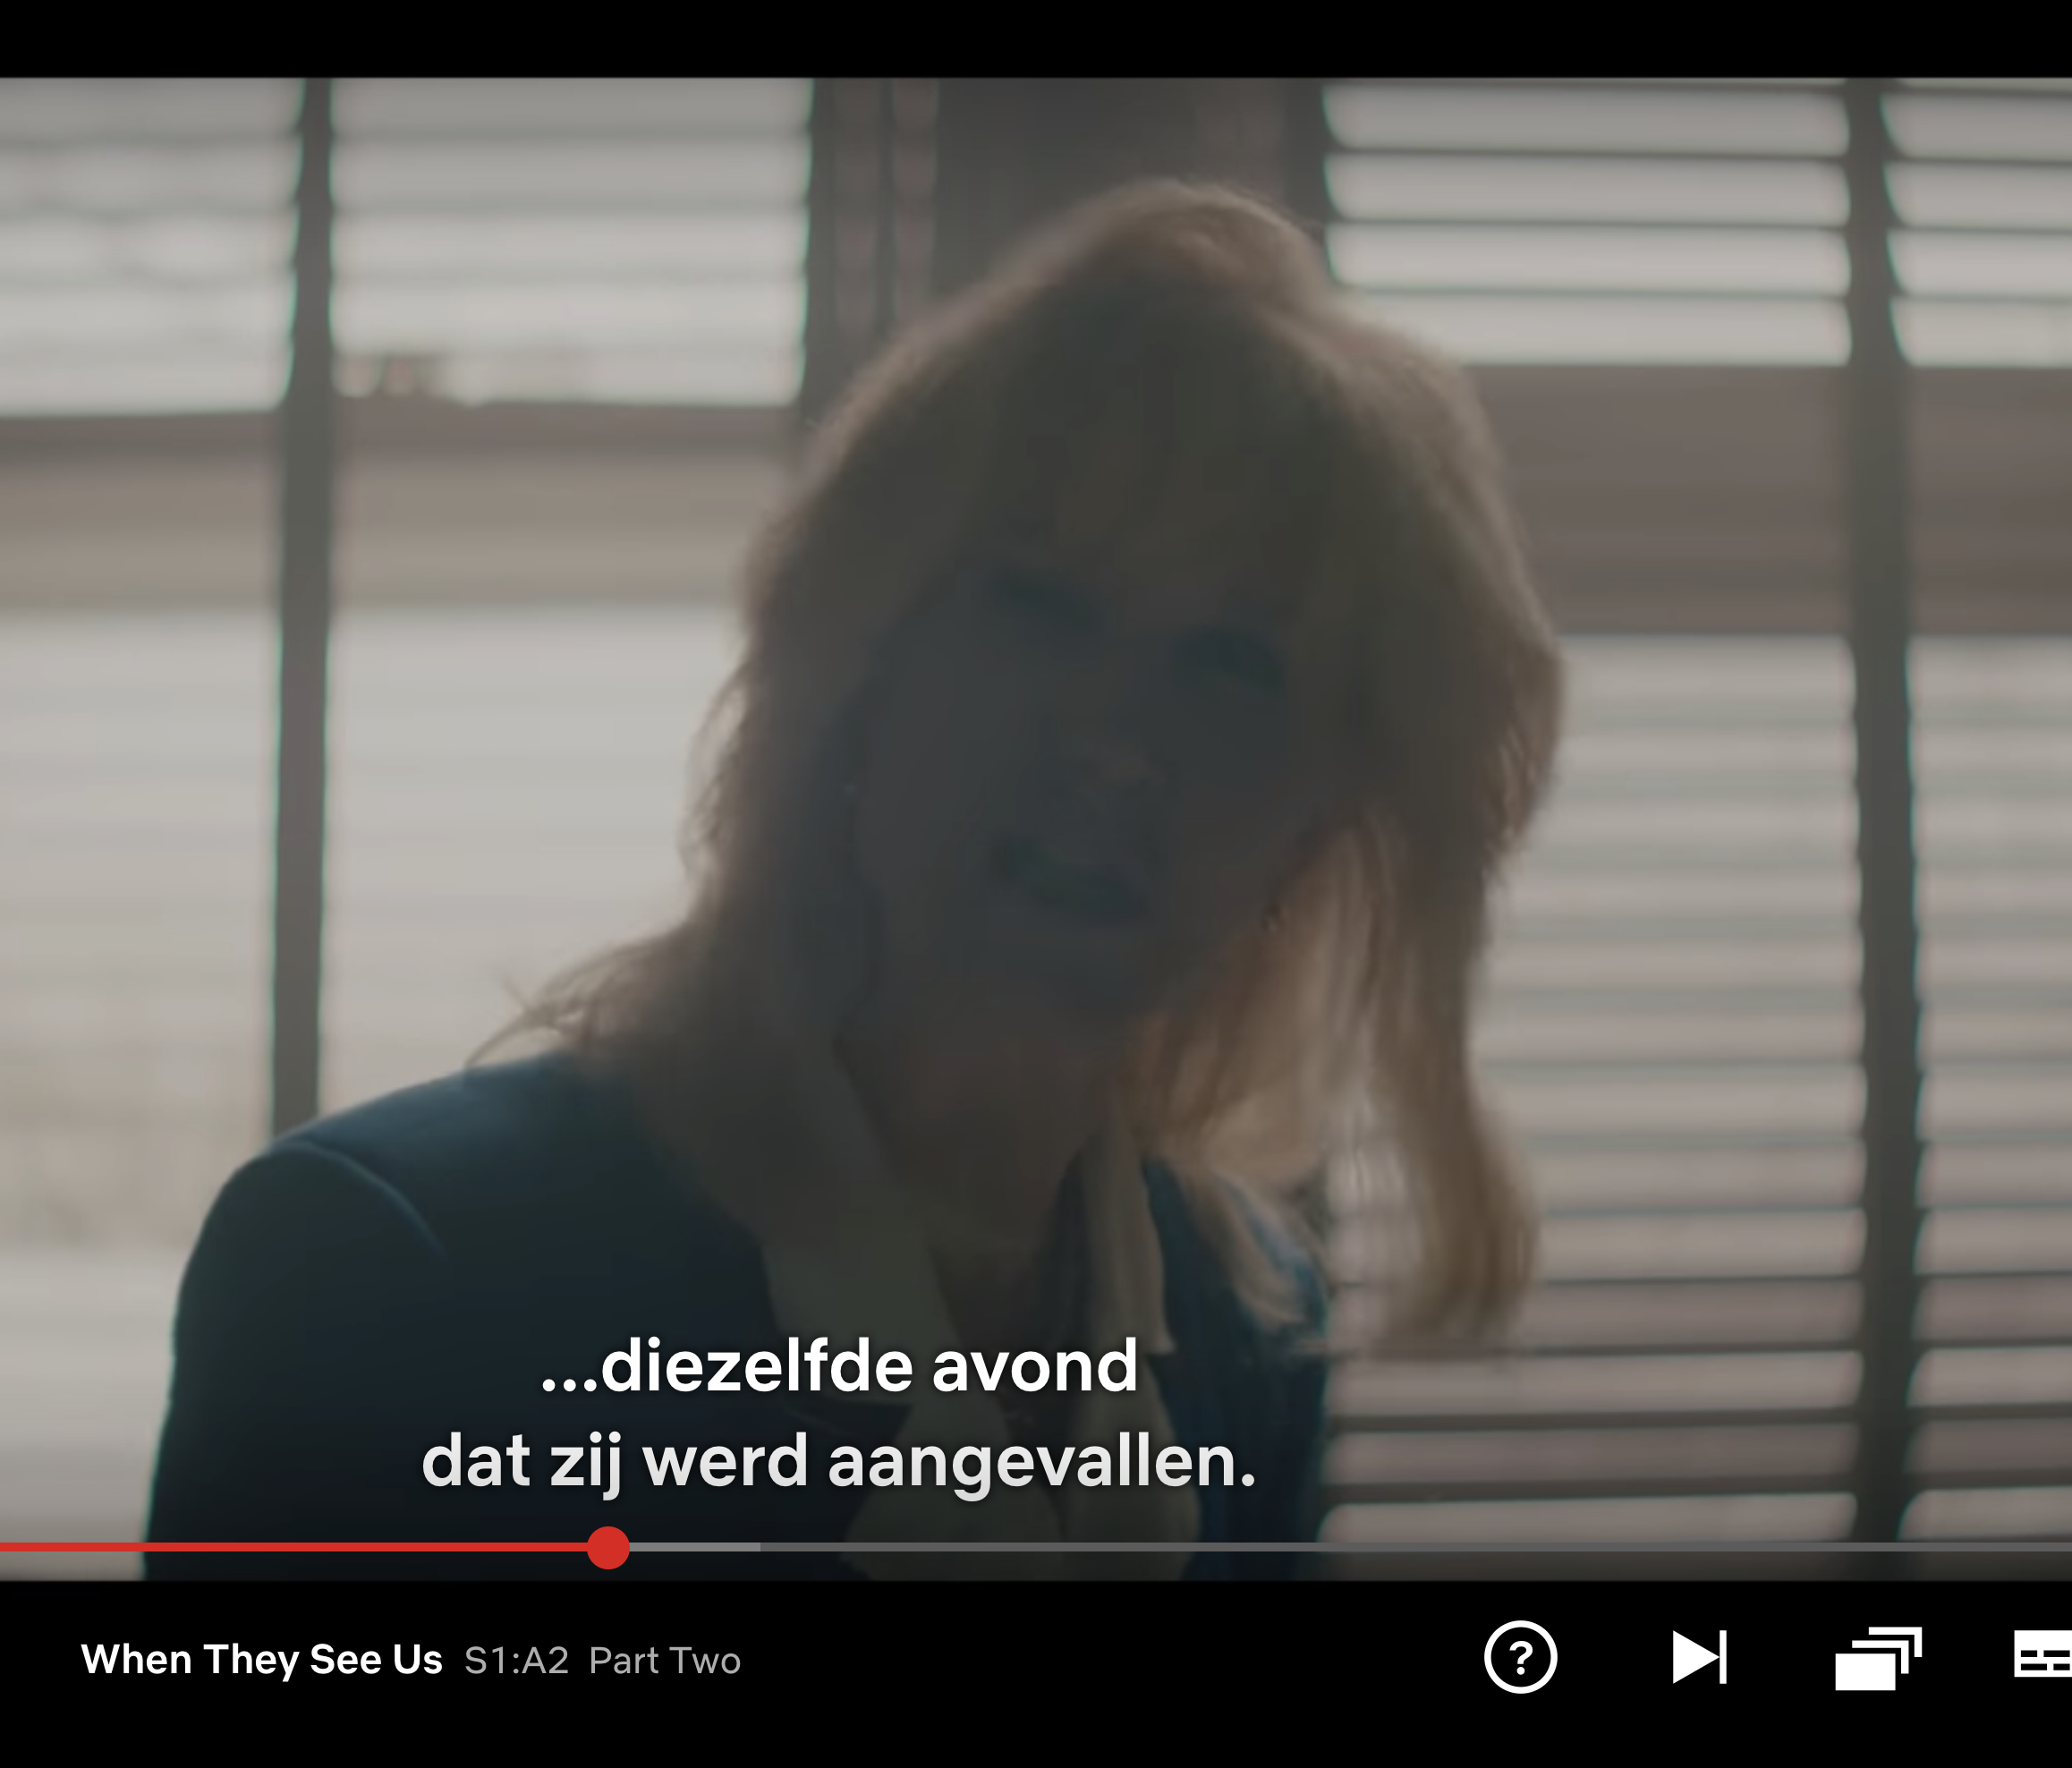 ...diezelfde avond
dat zij werd aangevallen.
When They See Us S1:A2 Part Two
?